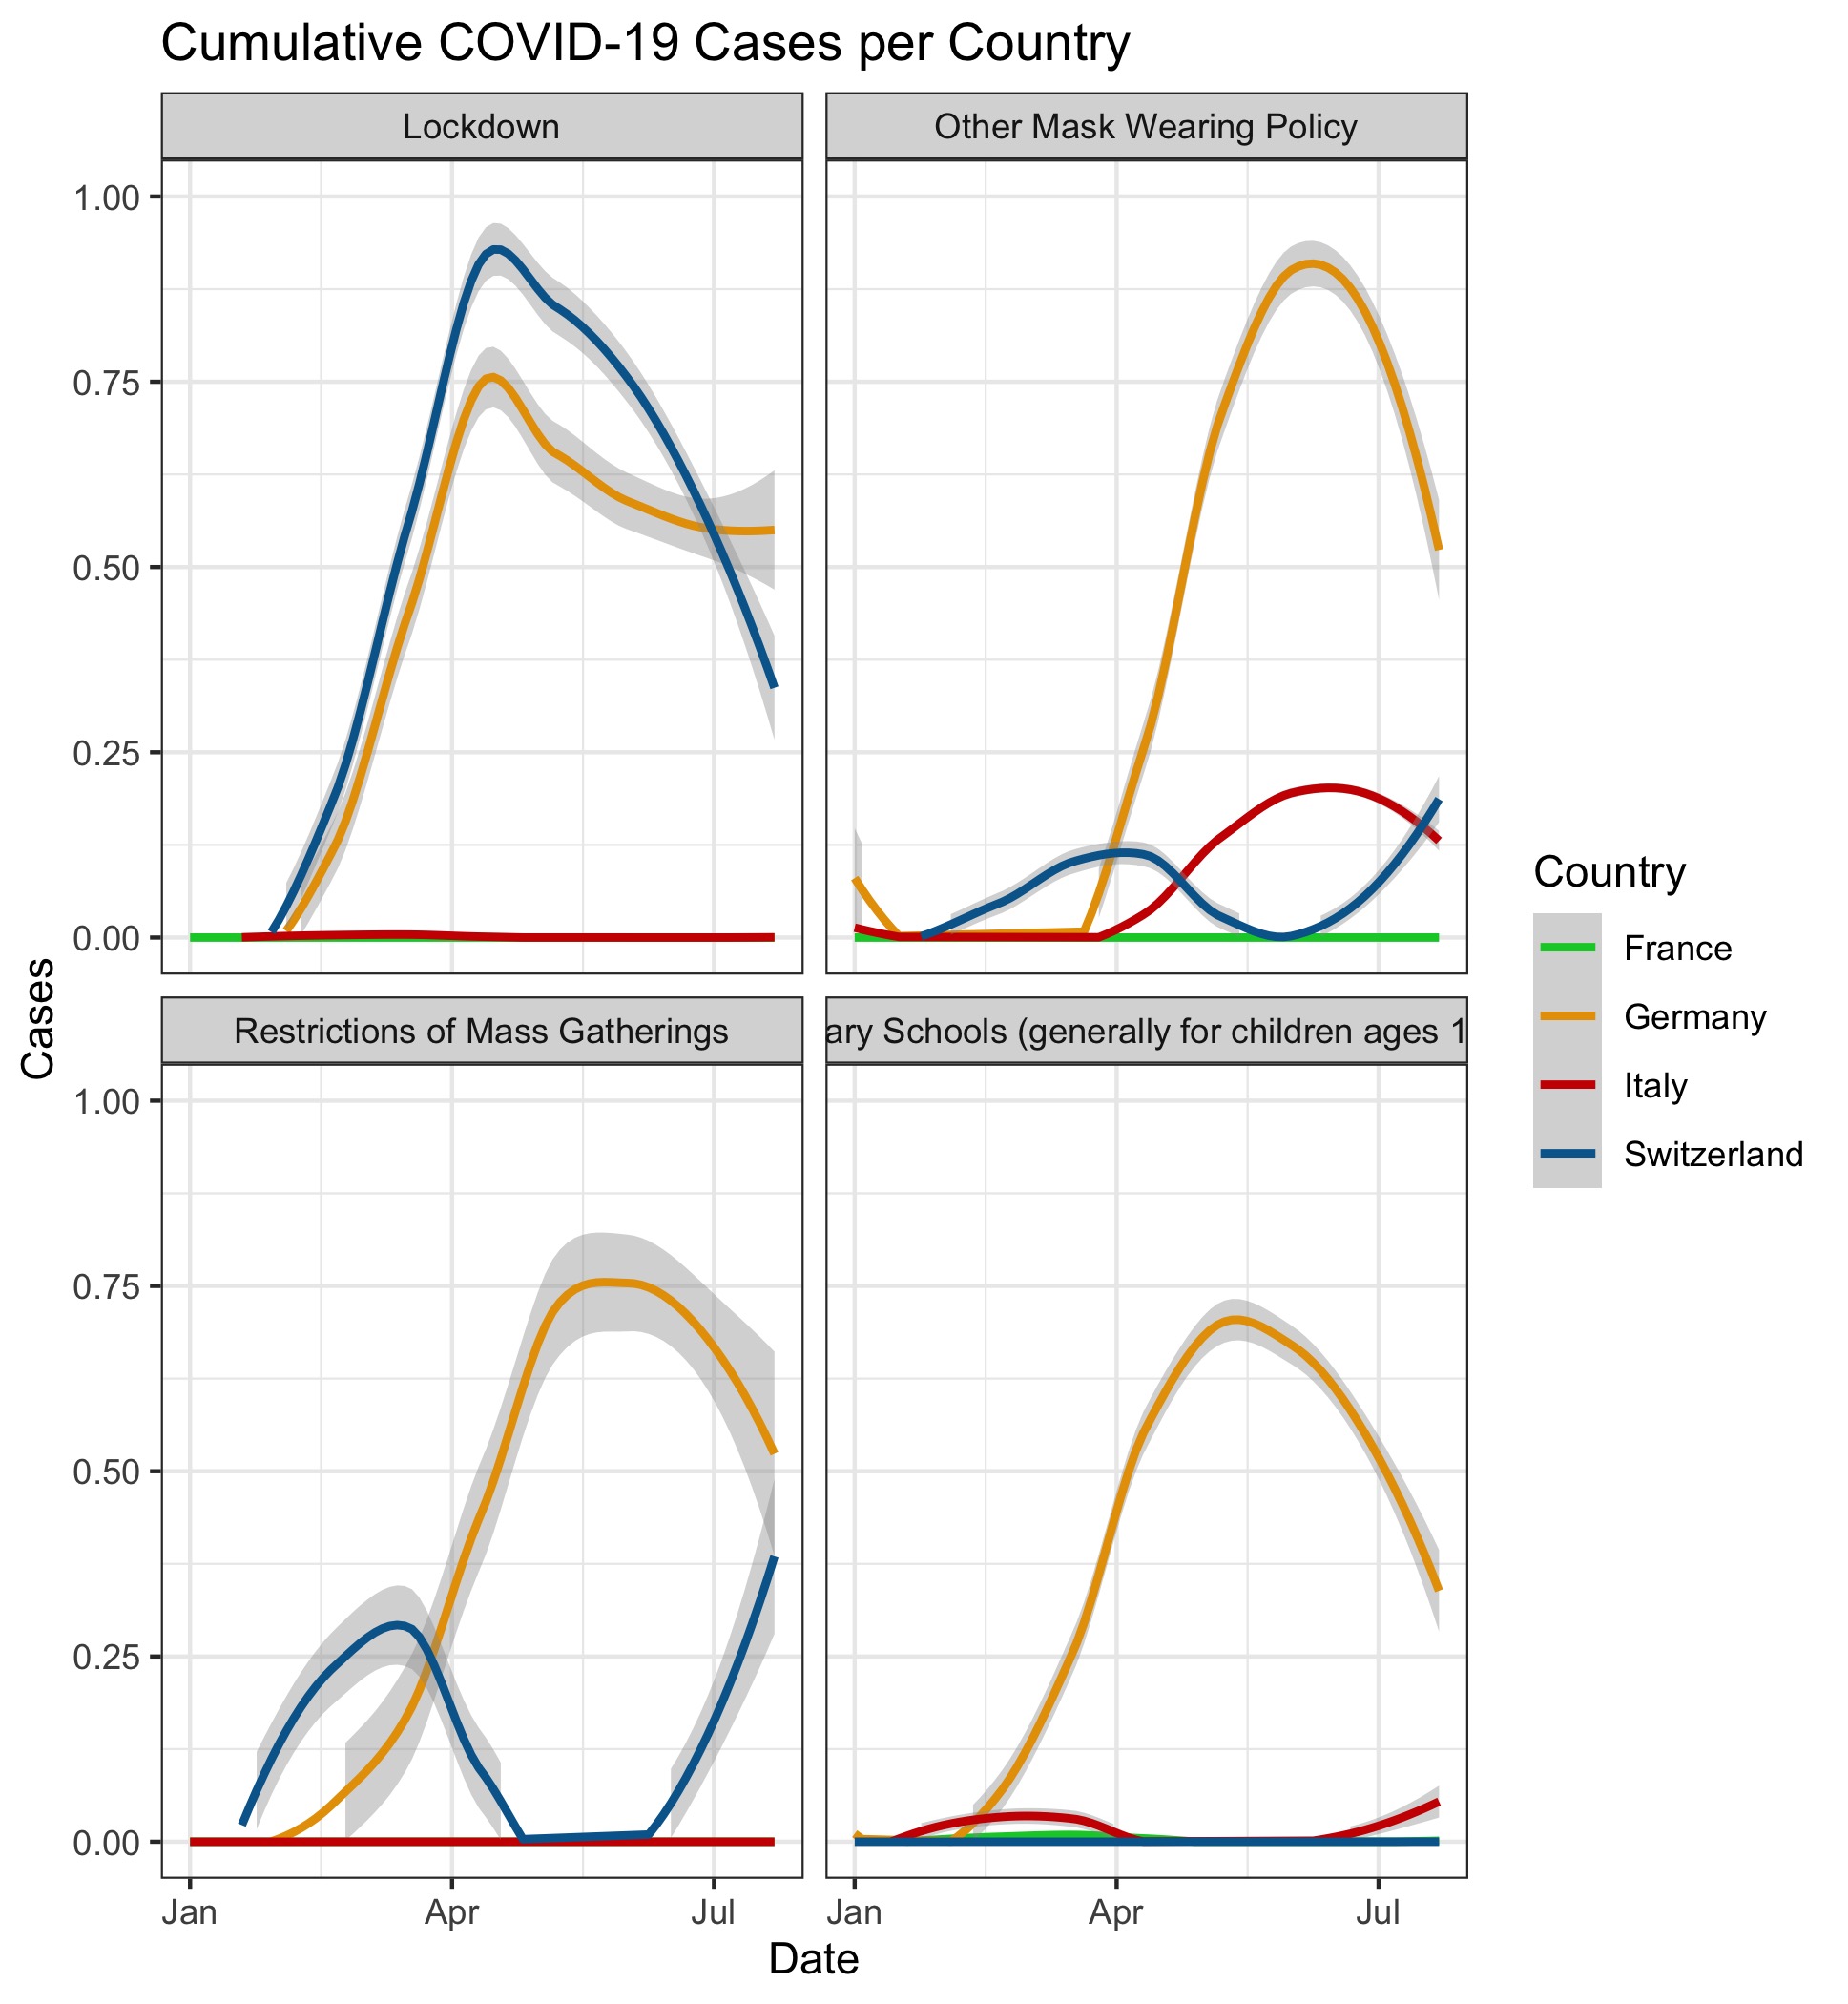 Cumulative COVID-19 Cases per Country
Lockdown
Other Mask Wearing Policy
1.00
0.75
0.50
0.25
0.00
Restrictions of Mass Gatherings
ary Schools (generally for children ages 1
1.00
0.75
0.50
0.25
0.00
Jan
Apr
Jul
Jan
Apr
Jul
Date
Cases
Country
France
Germany
Italy
Switzerland